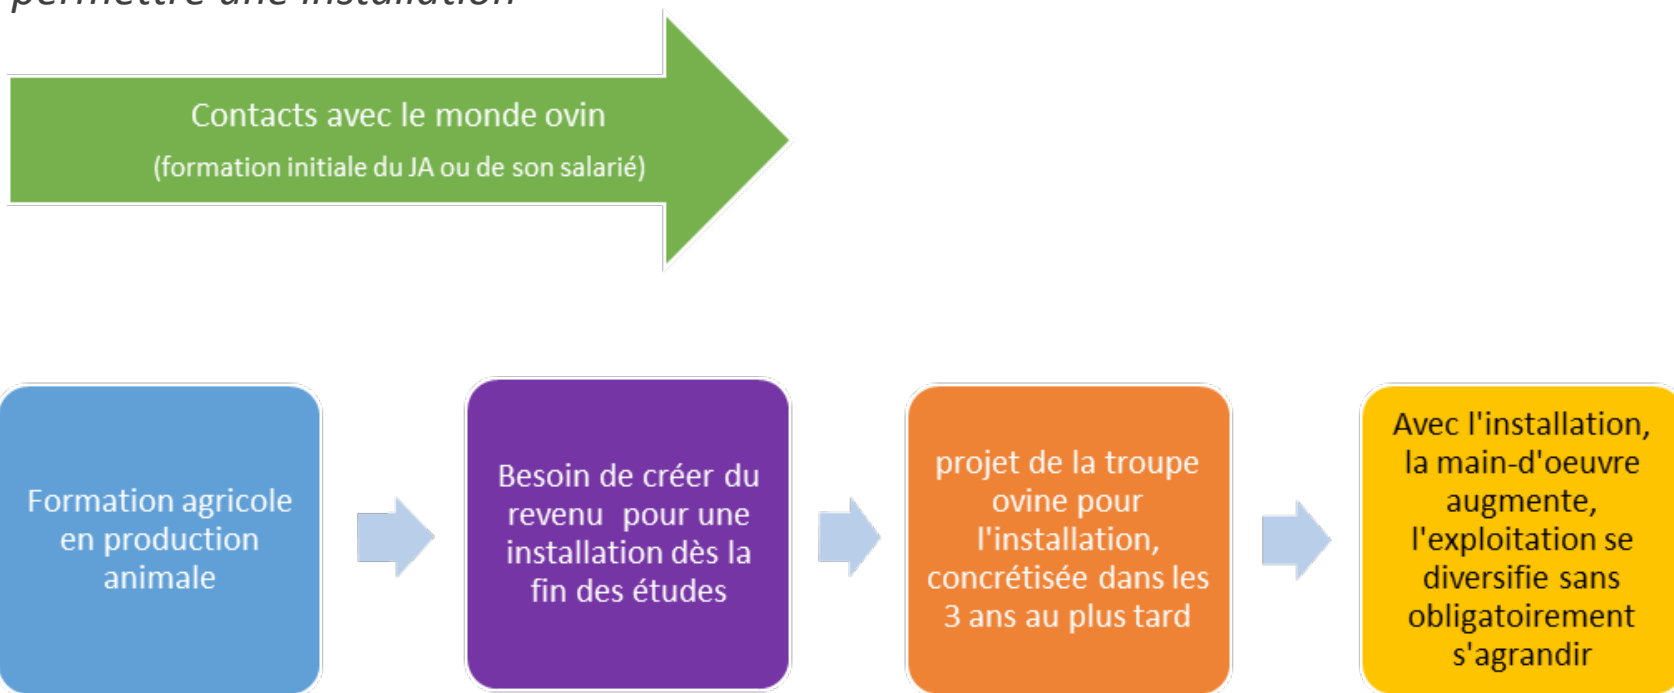 permettre une installation
Contacts avec le monde ovin
(formation initiale du JA ou de son salarié)
Formation agricole
en production
animale
Besoin de créer du
revenu pour une
installation dès la
fin des études
projet de la troupe
ovine pour
l'installation,
concrétisée dans les
3 ans au plus tard
Avec l'installation,
la main-d'oeuvre
augmente,
l'exploitation se
diversifie sans
obligatoirement
s'agrandir